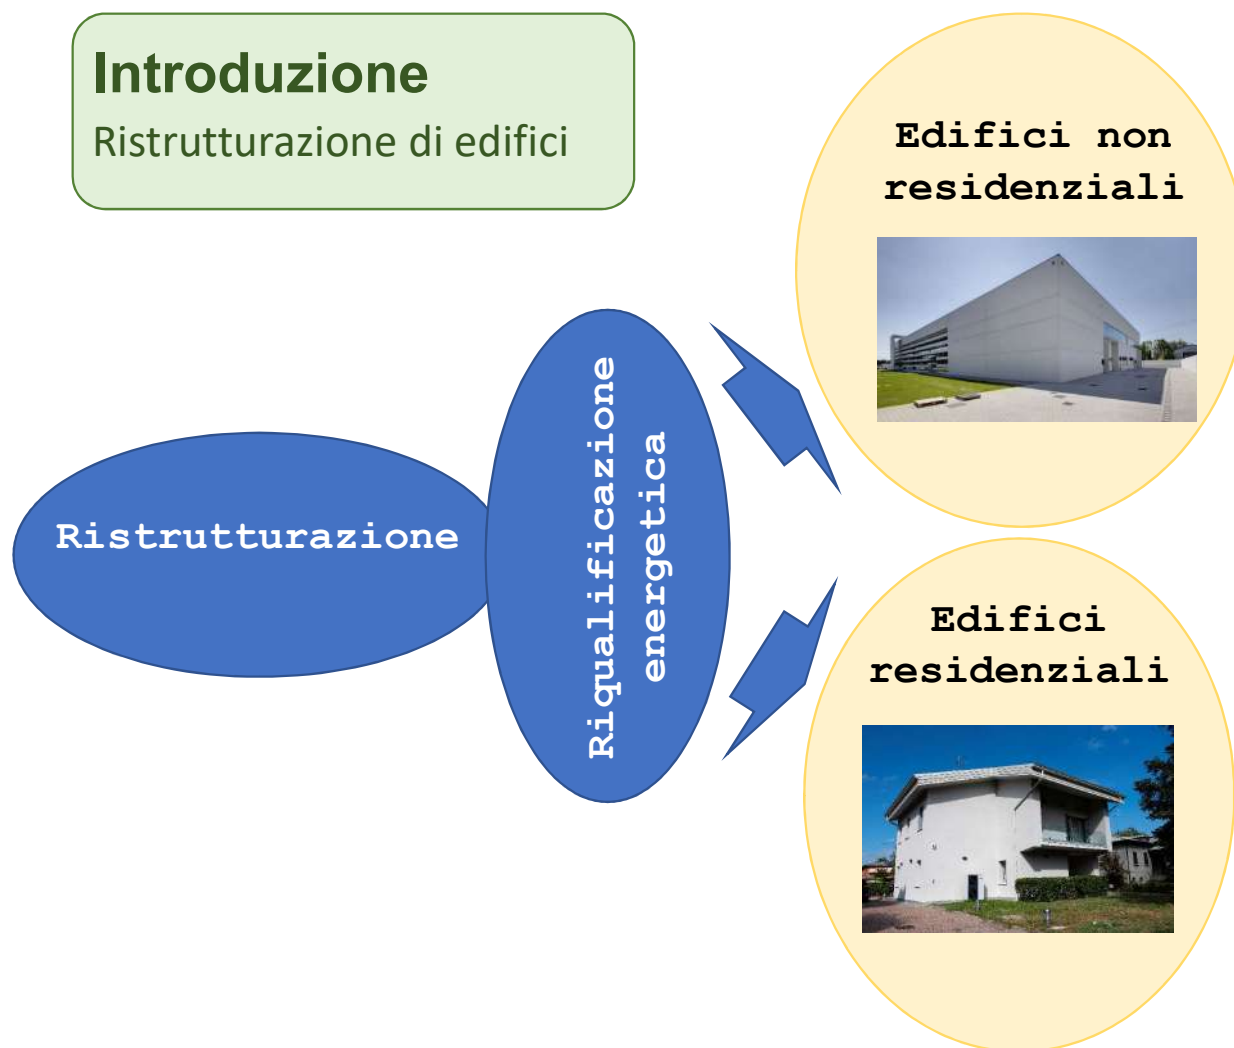 Introduzione
Ristrutturazione di edifici
Edifici non
residenziali
Ristrutturazione
Riqualificazione
energetica
Edifici
residenziali